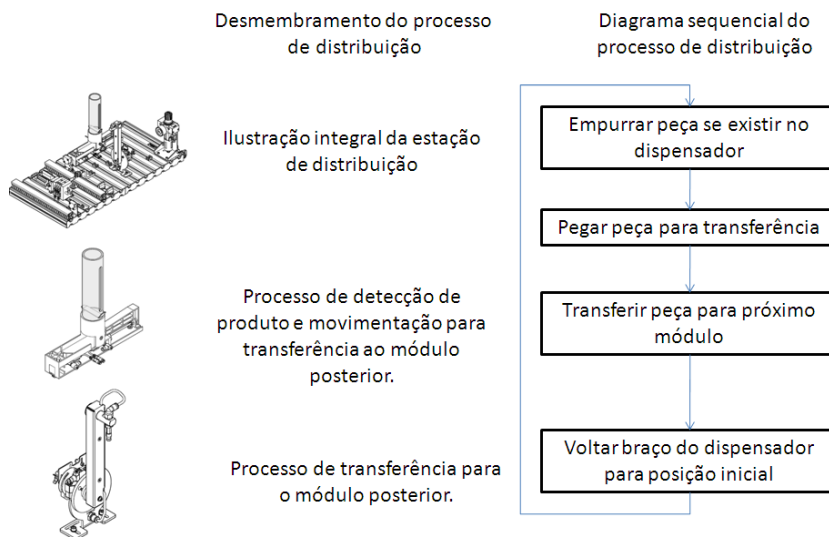 Desmembramento do processo
de distribuição
Diagrama sequencial do
processo de distribuição
Ilustração integral da estação
de distribuição
Empurrar peça se existir no
dispensador
Pegar peça para transferência
Processo de detecção de
produto e movimentação para
transferência ao módulo
posterior.
Transferir peça para próximo
módulo
Processo de transferência para
o módulo posterior.
Voltar braço do dispensador
para posição inicial